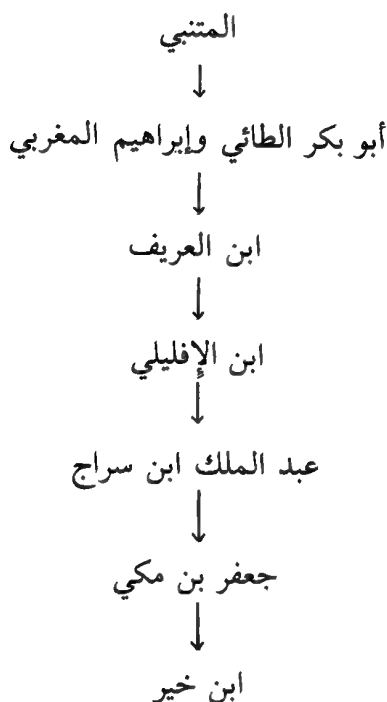 المتنبي
أبو بكر الطائي وإبراهيم المغربي
ابن العريف
ابن الإفليلي
عبد الملك ابن سراج
جعفر بن مكي
ابن خير